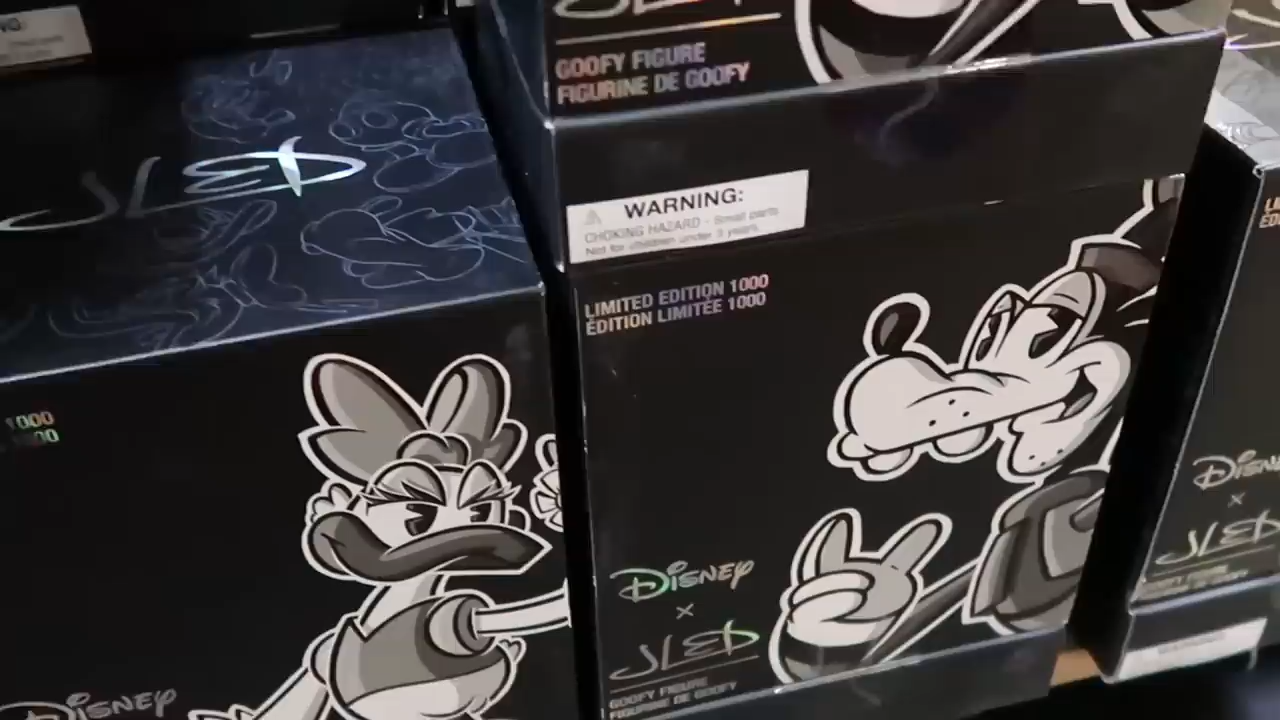 JLED
GOOFY FIGURE
FIGURINE DE GOOFY
WARNING:
CHOKING HAZARD - Small parts
Not for children under 3 years
LIMITED EDITION 1000
ÉDITION LIMITÉE 1000
1000
DISNEY
x
JLED
GOOFY FIGURE
FIGURINE DE GOOFY
DISNEY
DISNEY
x
JLED